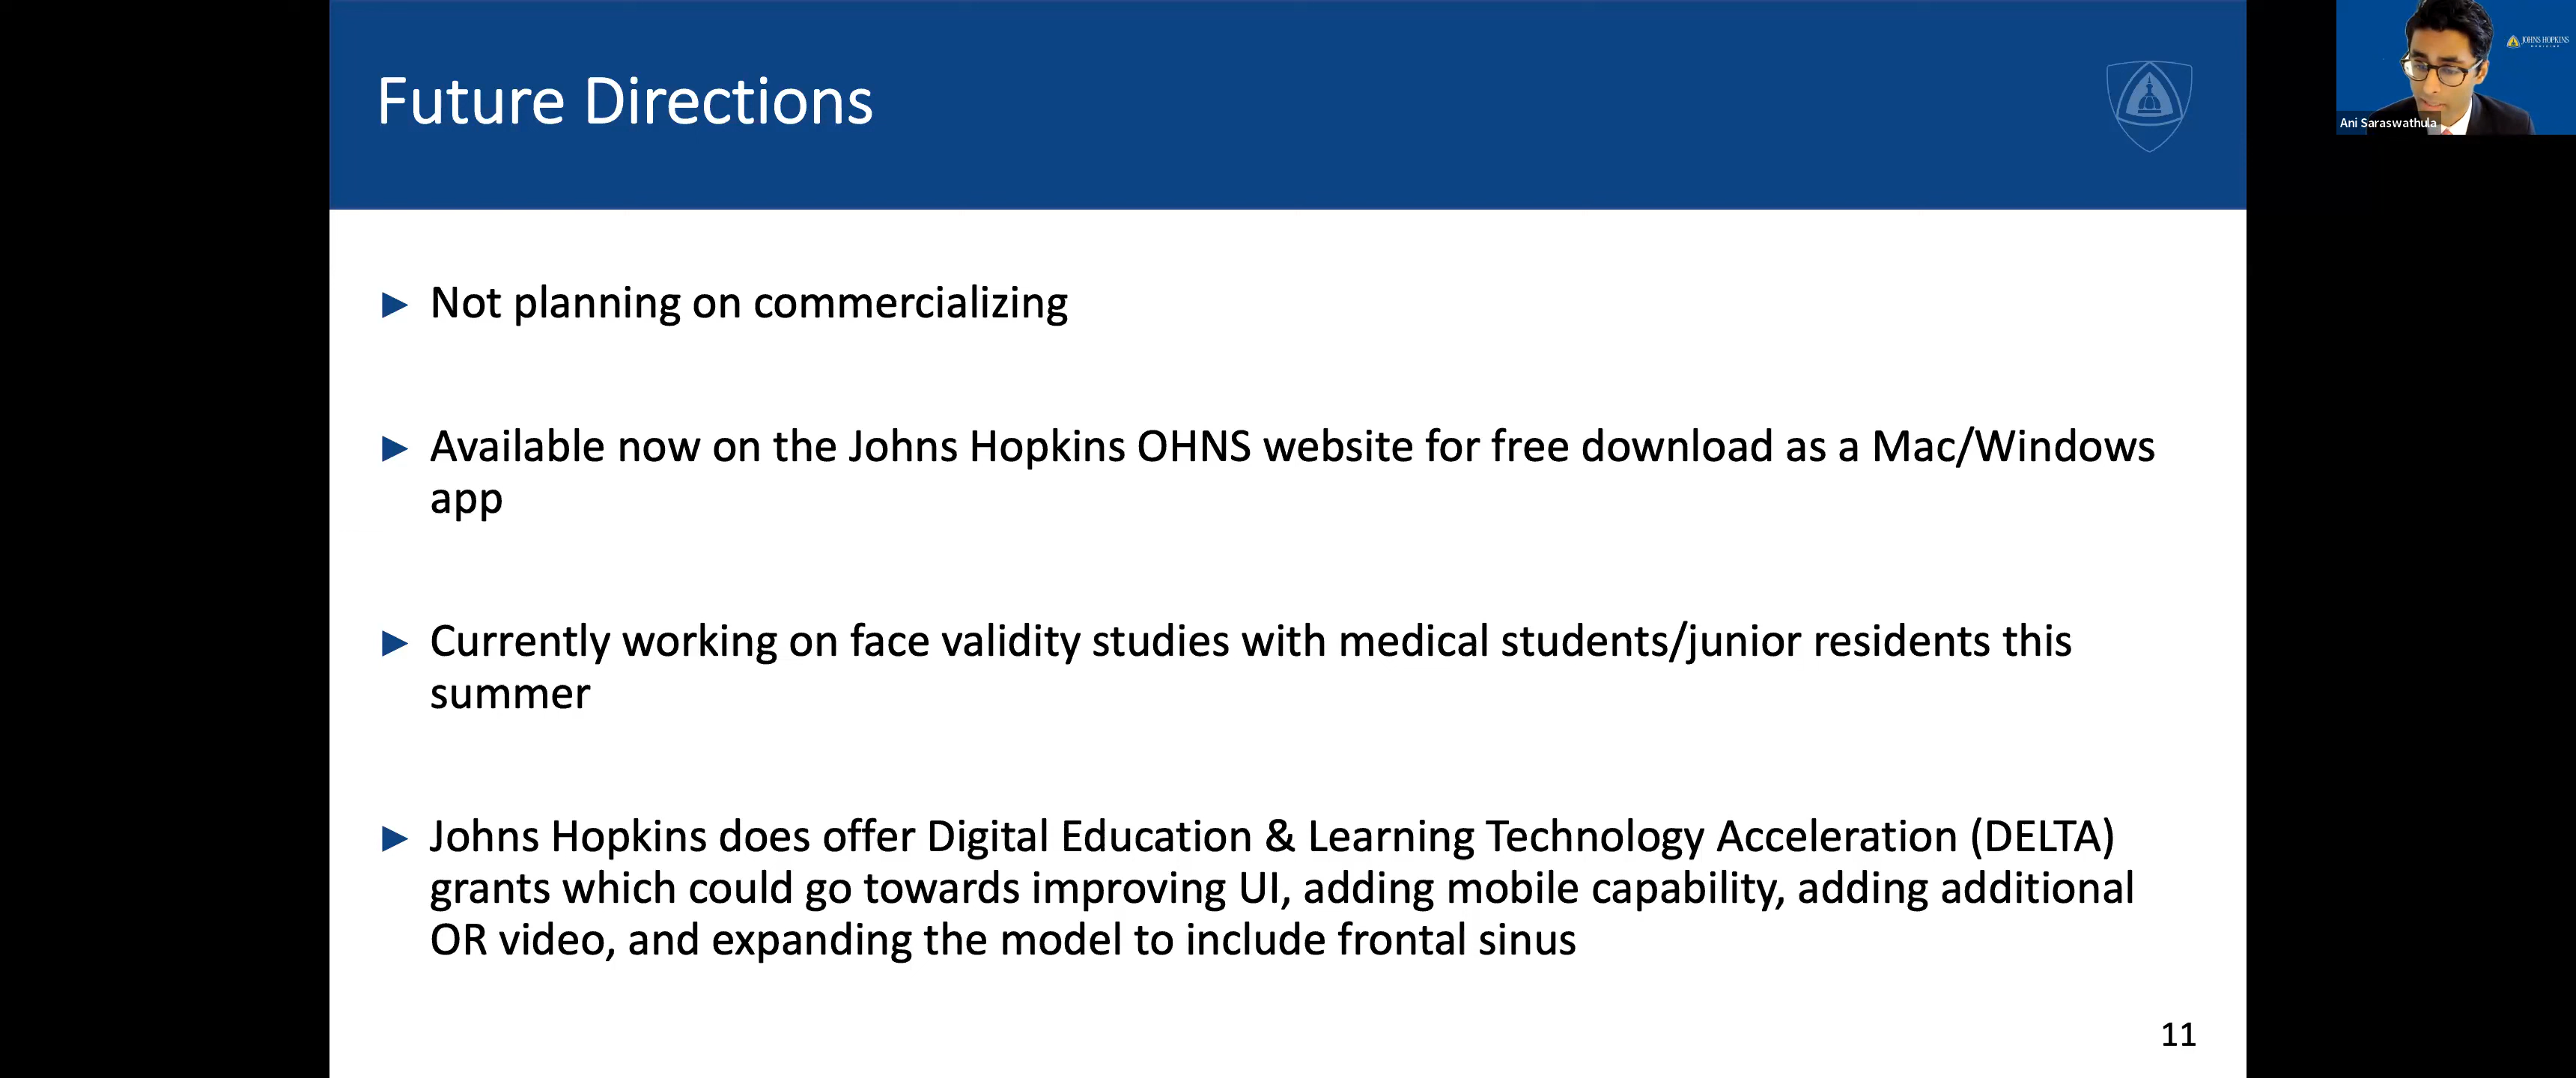 Future Directions
JOHNS HOPKINS
MEDICINE
Ani Saraswathula
Not planning on commercializing
Available now on the Johns Hopkins OHNS website for free download as a Mac/Windows
app
Currently working on face validity studies with medical students/junior residents this
summer
Johns Hopkins does offer Digital Education & Learning Technology Acceleration (DELTA)
grants which could go towards improving UI, adding mobile capability, adding additional
OR video, and expanding the model to include frontal sinus
11